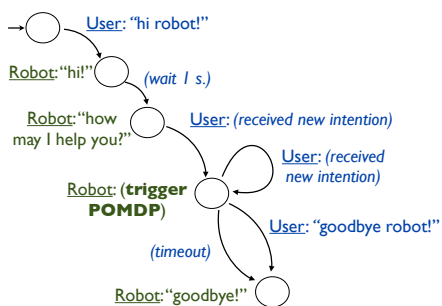 User: "hi robot!"
Robot: "hi!"
(wait 1 s.)
Robot: "how
may I help you?"
User: (received new intention)
User: (received
new intention)
Robot: (trigger
POMDP)
User: "goodbye robot!"
(timeout)
Robot: "goodbye!"